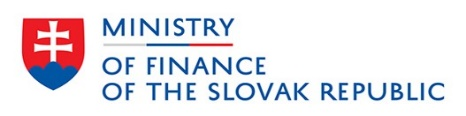 MINISTRY
OF FINANCE
OF THE SLOVAK REPUBLIC